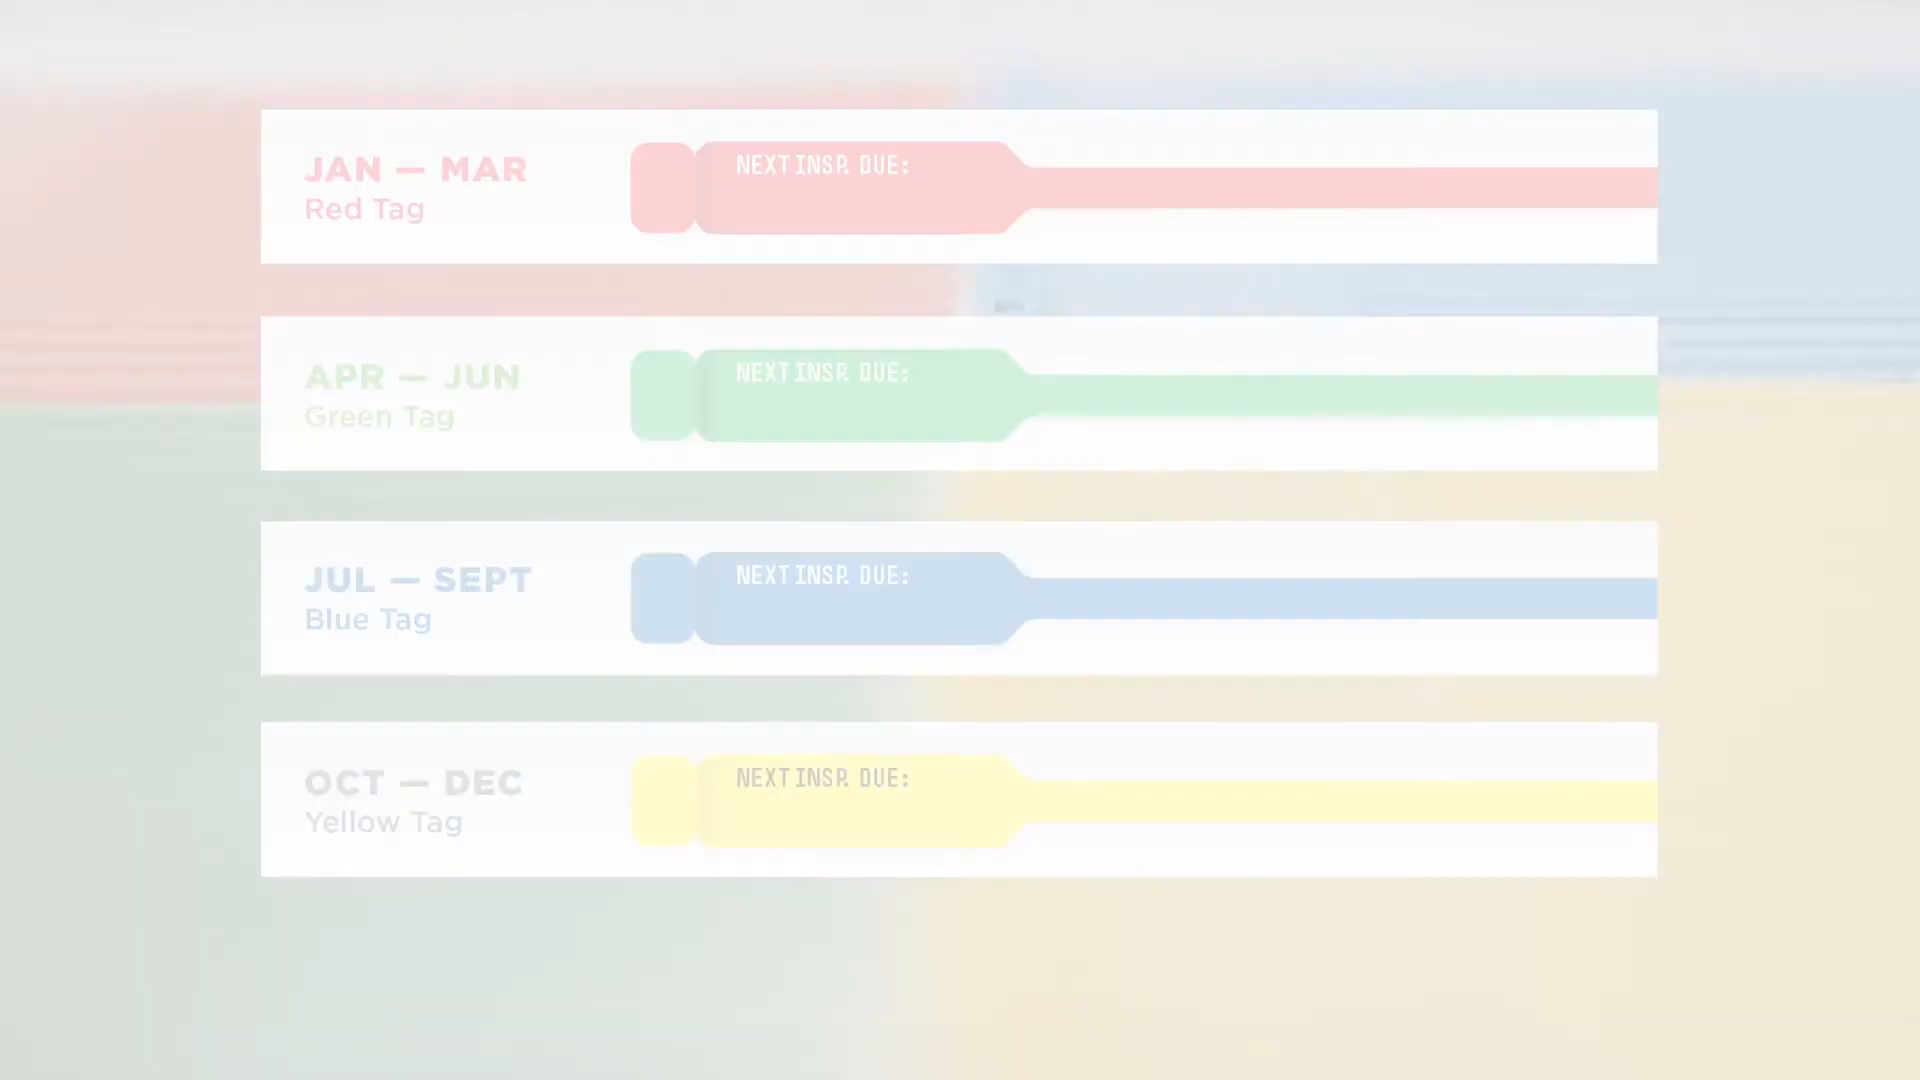 JAN — MAR
Red Tag
NEXT INSP. DUE:
APR — JUN
Green Tag
NEXT INSP. DUE:
JUL — SEPT
Blue Tag
NEXT INSP. DUE:
OCT — DEC
Yellow Tag
NEXT INSP. DUE: